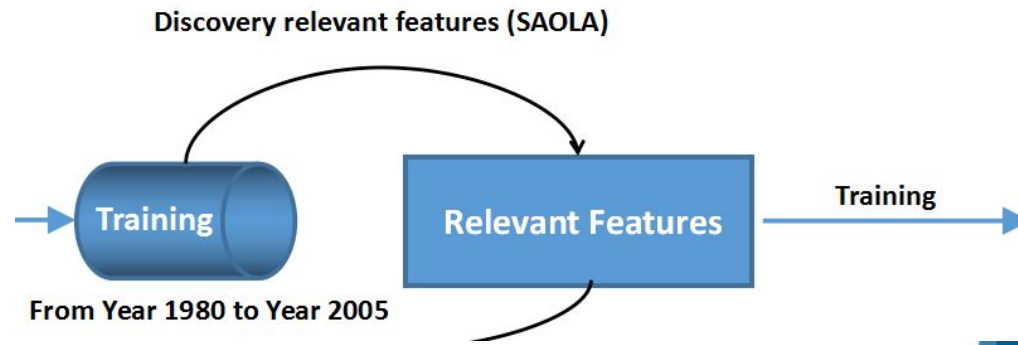 Discovery relevant features (SAOLA)
Training
Relevant Features
Training
From Year 1980 to Year 2005